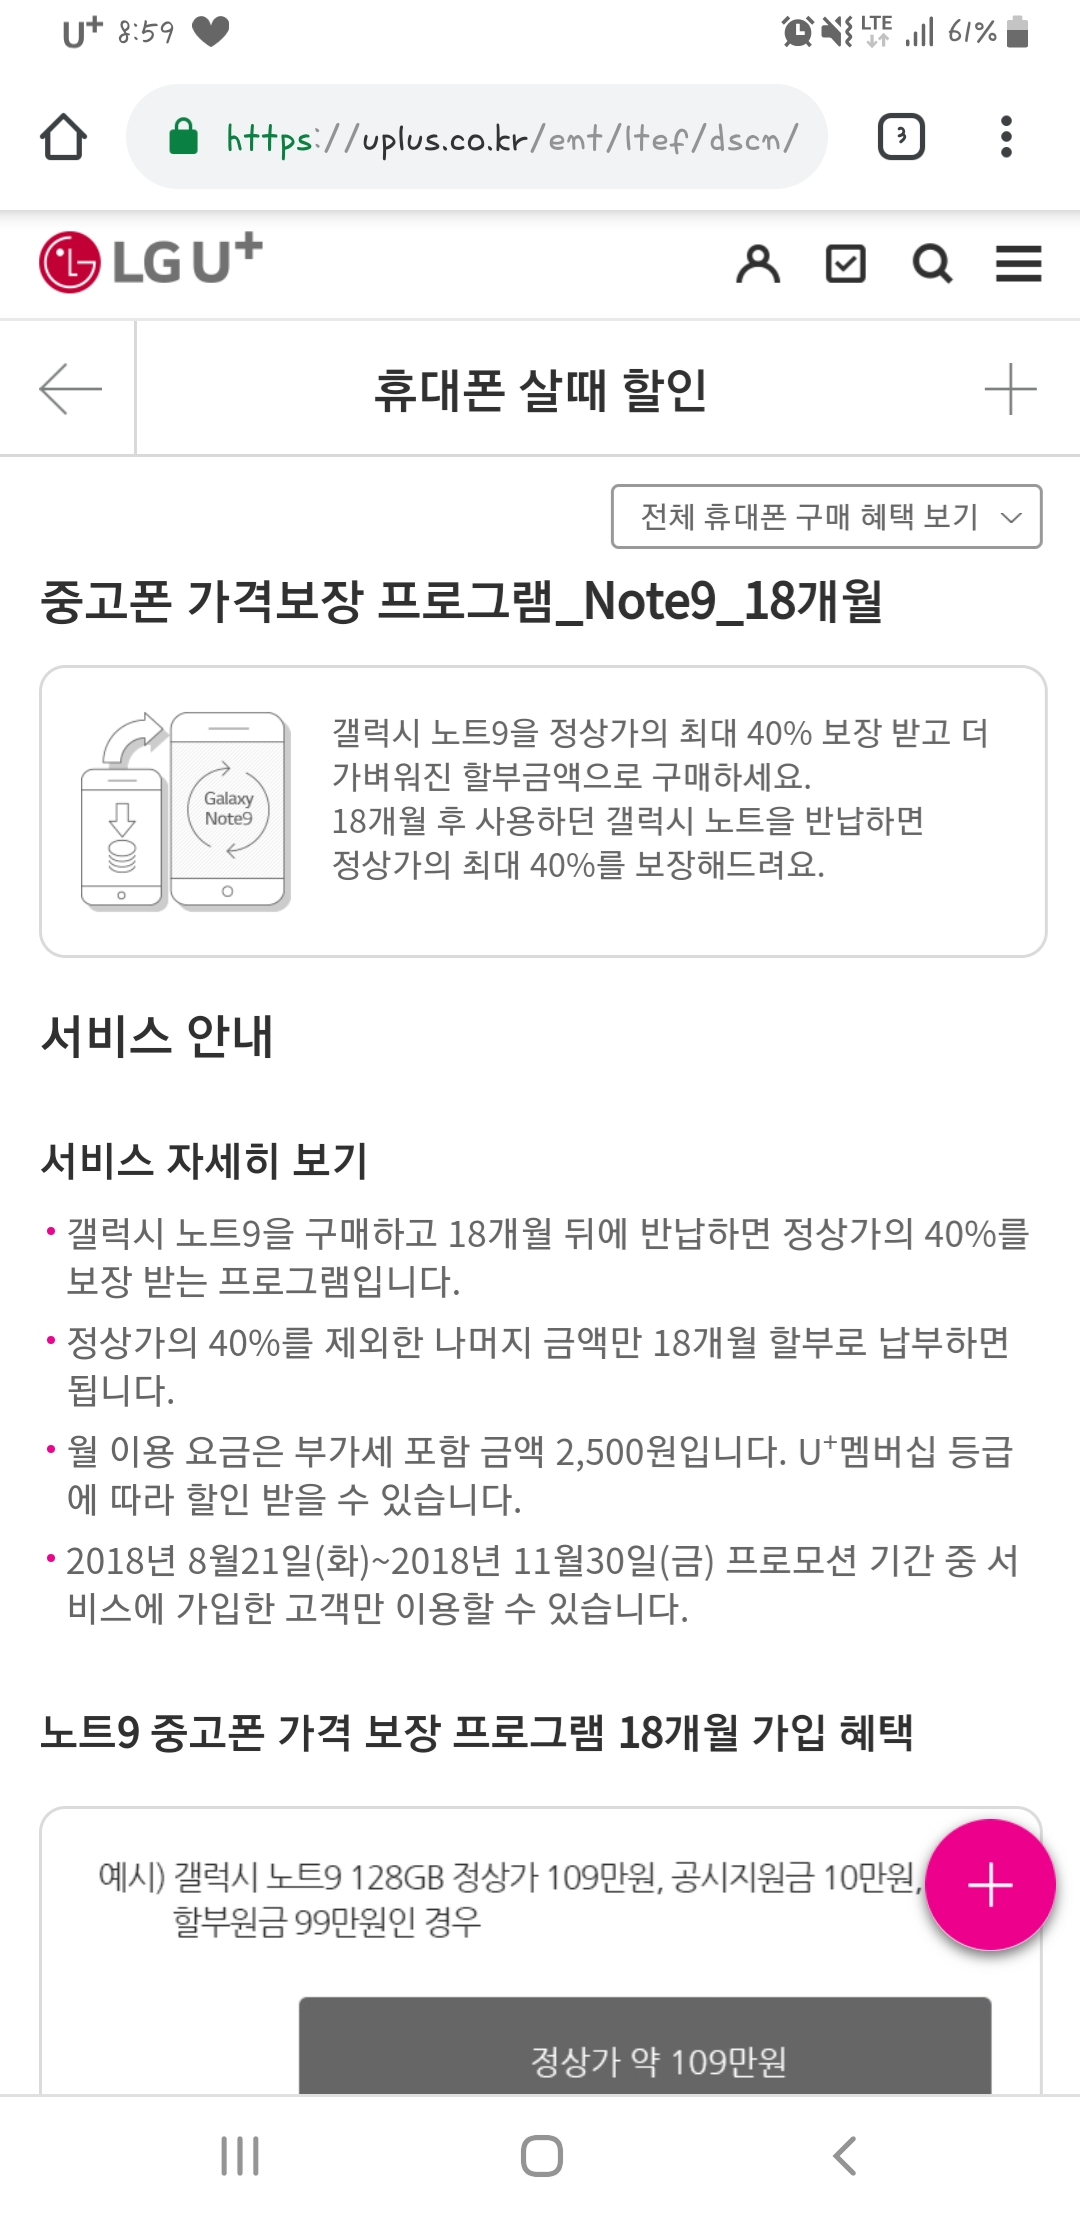 U+ 8:59 LTE 61%
https://uplus.co.kr/ent/ltef/dscn/ 3
LG U+
휴대폰 살때 할인
전체 휴대폰 구매 혜택 보기
중고폰 가격보장 프로그램_Note9_18개월
Galaxy
Note9
갤럭시 노트9을 정상가의 최대 40% 보장 받고 더
가벼워진 할부금액으로 구매하세요.
18개월 후 사용하던 갤럭시 노트을 반납하면
정상가의 최대 40%를 보장해드려요.
서비스 안내
서비스 자세히 보기
• 갤럭시 노트9을 구매하고 18개월 뒤에 반납하면 정상가의 40%를
보장 받는 프로그램입니다.
• 정상가의 40%를 제외한 나머지 금액만 18개월 할부로 납부하면
됩니다.
• 월 이용 요금은 부가세 포함 금액 2,500원입니다. U+멤버십 등급
에 따라 할인 받을 수 있습니다.
• 2018년 8월21일(화)~2018년 11월30일(금) 프로모션 기간 중 서
비스에 가입한 고객만 이용할 수 있습니다.
노트9 중고폰 가격 보장 프로그램 18개월 가입 혜택
예시) 갤럭시 노트9 128GB 정상가 109만원, 공시지원금 10만원,
할부원금 99만원인 경우
정상가 약 109만원